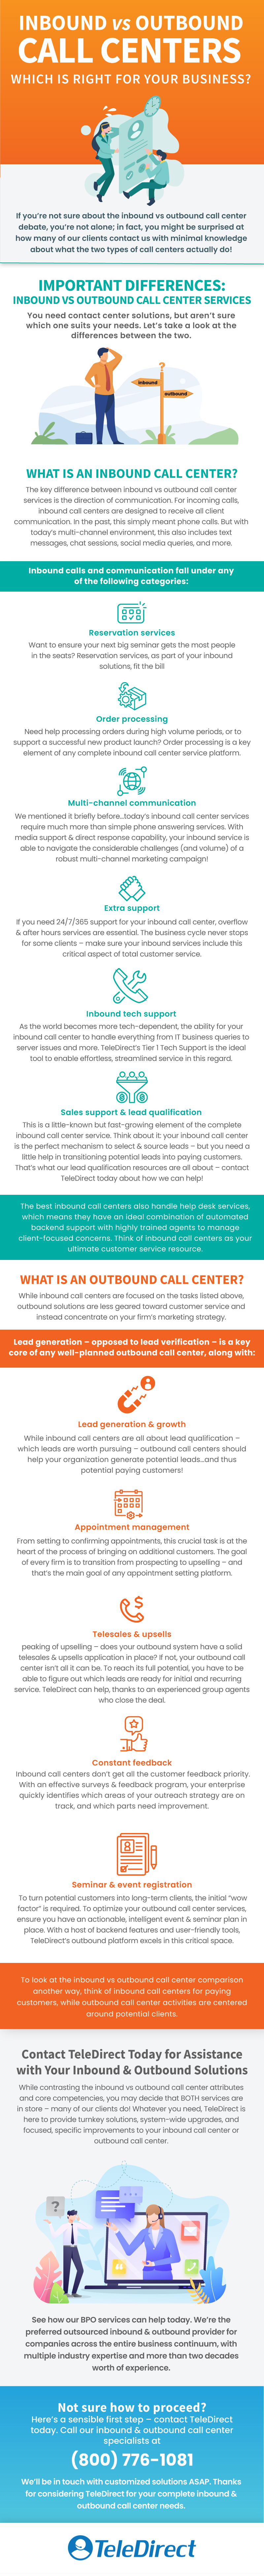 INBOUND vs OUTBOUND
CALL CENTERS
WHICH IS RIGHT FOR YOUR BUSINESS?
If you're not sure about the inbound vs outbound call center
debate, you're not alone; in fact, you might be surprised at
how many of our clients contact us with minimal knowledge
about what the two types of call centers actually do!
IMPORTANT DIFFERENCES:
INBOUND VS OUTBOUND CALL CENTER SERVICES
You need contact center solutions, but aren't sure
which one suits your needs. Let's take a look at the
differences between the two.
?
inbound
outbound
WHAT IS AN INBOUND CALL CENTER?
The key difference between inbound vs outbound call center
services is the direction of communication. For incoming calls,
inbound call centers are designed to receive all client
communication. In the past, this simply meant phone calls. But with
today's multi-channel environment, this also includes text
messages, chat sessions, social media queries, and more.
Inbound calls and communication fall under any
of the following categories:
Reservation services
Want to ensure your next big seminar gets the most people
in the seats? Reservation services, as part of your inbound
solutions, fit the bill
Order processing
Need help processing orders during high volume periods, or to
support a successful new product launch? Order processing is a key
element of any complete inbound call center service platform.
Multi-channel communication
We mentioned it briefly before...today's inbound call center services
require much more than simple phone answering services. With
media support & direct response capability, your inbound service is
able to navigate the considerable challenges (and volume) of a
robust multi-channel marketing campaign!
Extra support
If you need 24/7/365 support for your inbound call center, overflow
& after hours services are essential. The business cycle never stops
for some clients – make sure your inbound services include this
critical aspect of total customer service.
Inbound tech support
As the world becomes more tech-dependent, the ability for your
inbound call center to handle everything from IT business queries to
server issues and more. TeleDirect's Tier 1 Tech Support is the ideal
tool to enable effortless, streamlined service in this regard.
Sales support & lead qualification
This is a little-known but fast-growing element of the complete
inbound call center service. Think about it: your inbound call center
is the perfect mechanism to select & source leads – but you need a
little help in transitioning potential leads into paying customers.
That's what our lead qualification resources are all about – contact
TeleDirect today about how we can help!
The best inbound call centers also handle help desk services,
which means they have an ideal combination of automated
backend support with highly trained agents to manage
client-focused concerns. Think of inbound call centers as your
ultimate customer service resource.
WHAT IS AN OUTBOUND CALL CENTER?
While inbound call centers are focused on the tasks listed above,
outbound solutions are less geared toward customer service and
instead concentrate on your firm's marketing strategy.
Lead generation – opposed to lead verification – is a key
core of any well-planned outbound call center, along with:
Lead generation & growth
While inbound call centers are all about lead qualification –
which leads are worth pursuing – outbound call centers should
help your organization generate potential leads...and thus
potential paying customers!
Appointment management
From setting to confirming appointments, this crucial task is at the
heart of the process of bringing on additional customers. The goal
of every firm is to transition from prospecting to upselling – and
that's the main goal of any appointment setting platform.
$
Telesales & upsells
peaking of upselling – does your outbound system have a solid
telesales & upsells application in place? If not, your outbound call
center isn't all it can be. To reach its full potential, you have to be
able to figure out which leads are ready for initial and recurring
service. TeleDirect can help, thanks to an experienced group agents
who close the deal.
Constant feedback
Inbound call centers don't get all the customer feedback priority.
With an effective surveys & feedback program, your enterprise
quickly identifies which areas of your outreach strategy are on
track, and which parts need improvement.
Seminar & event registration
To turn potential customers into long-term clients, the initial "wow
factor" is required. To optimize your outbound call center services,
ensure you have an actionable, intelligent event & seminar plan in
place. With a host of backend features and user-friendly tools,
TeleDirect's outbound platform excels in this critical space.
To look at the inbound vs outbound call center comparison
another way, think of inbound call centers for paying
customers, while outbound call center activities are centered
around potential clients.
Contact TeleDirect Today for Assistance
with Your Inbound & Outbound Solutions
While contrasting the inbound vs outbound call center attributes
and core competencies, you may decide that BOTH services are
in store – many of our clients do! Whatever you need, TeleDirect is
here to provide turnkey solutions, system-wide upgrades, and
focused, specific improvements to your inbound call center or
outbound call center.
?
See how our BPO services can help today. We're the
preferred outsourced inbound & outbound provider for
companies across the entire business continuum, with
multiple industry expertise and more than two decades
worth of experience.
Not sure how to proceed?
Here's a sensible first step – contact TeleDirect
today. Call our inbound & outbound call center
specialists at
(800) 776-1081
We'll be in touch with customized solutions ASAP. Thanks
for considering TeleDirect for your complete inbound &
outbound call center needs.
TeleDirect